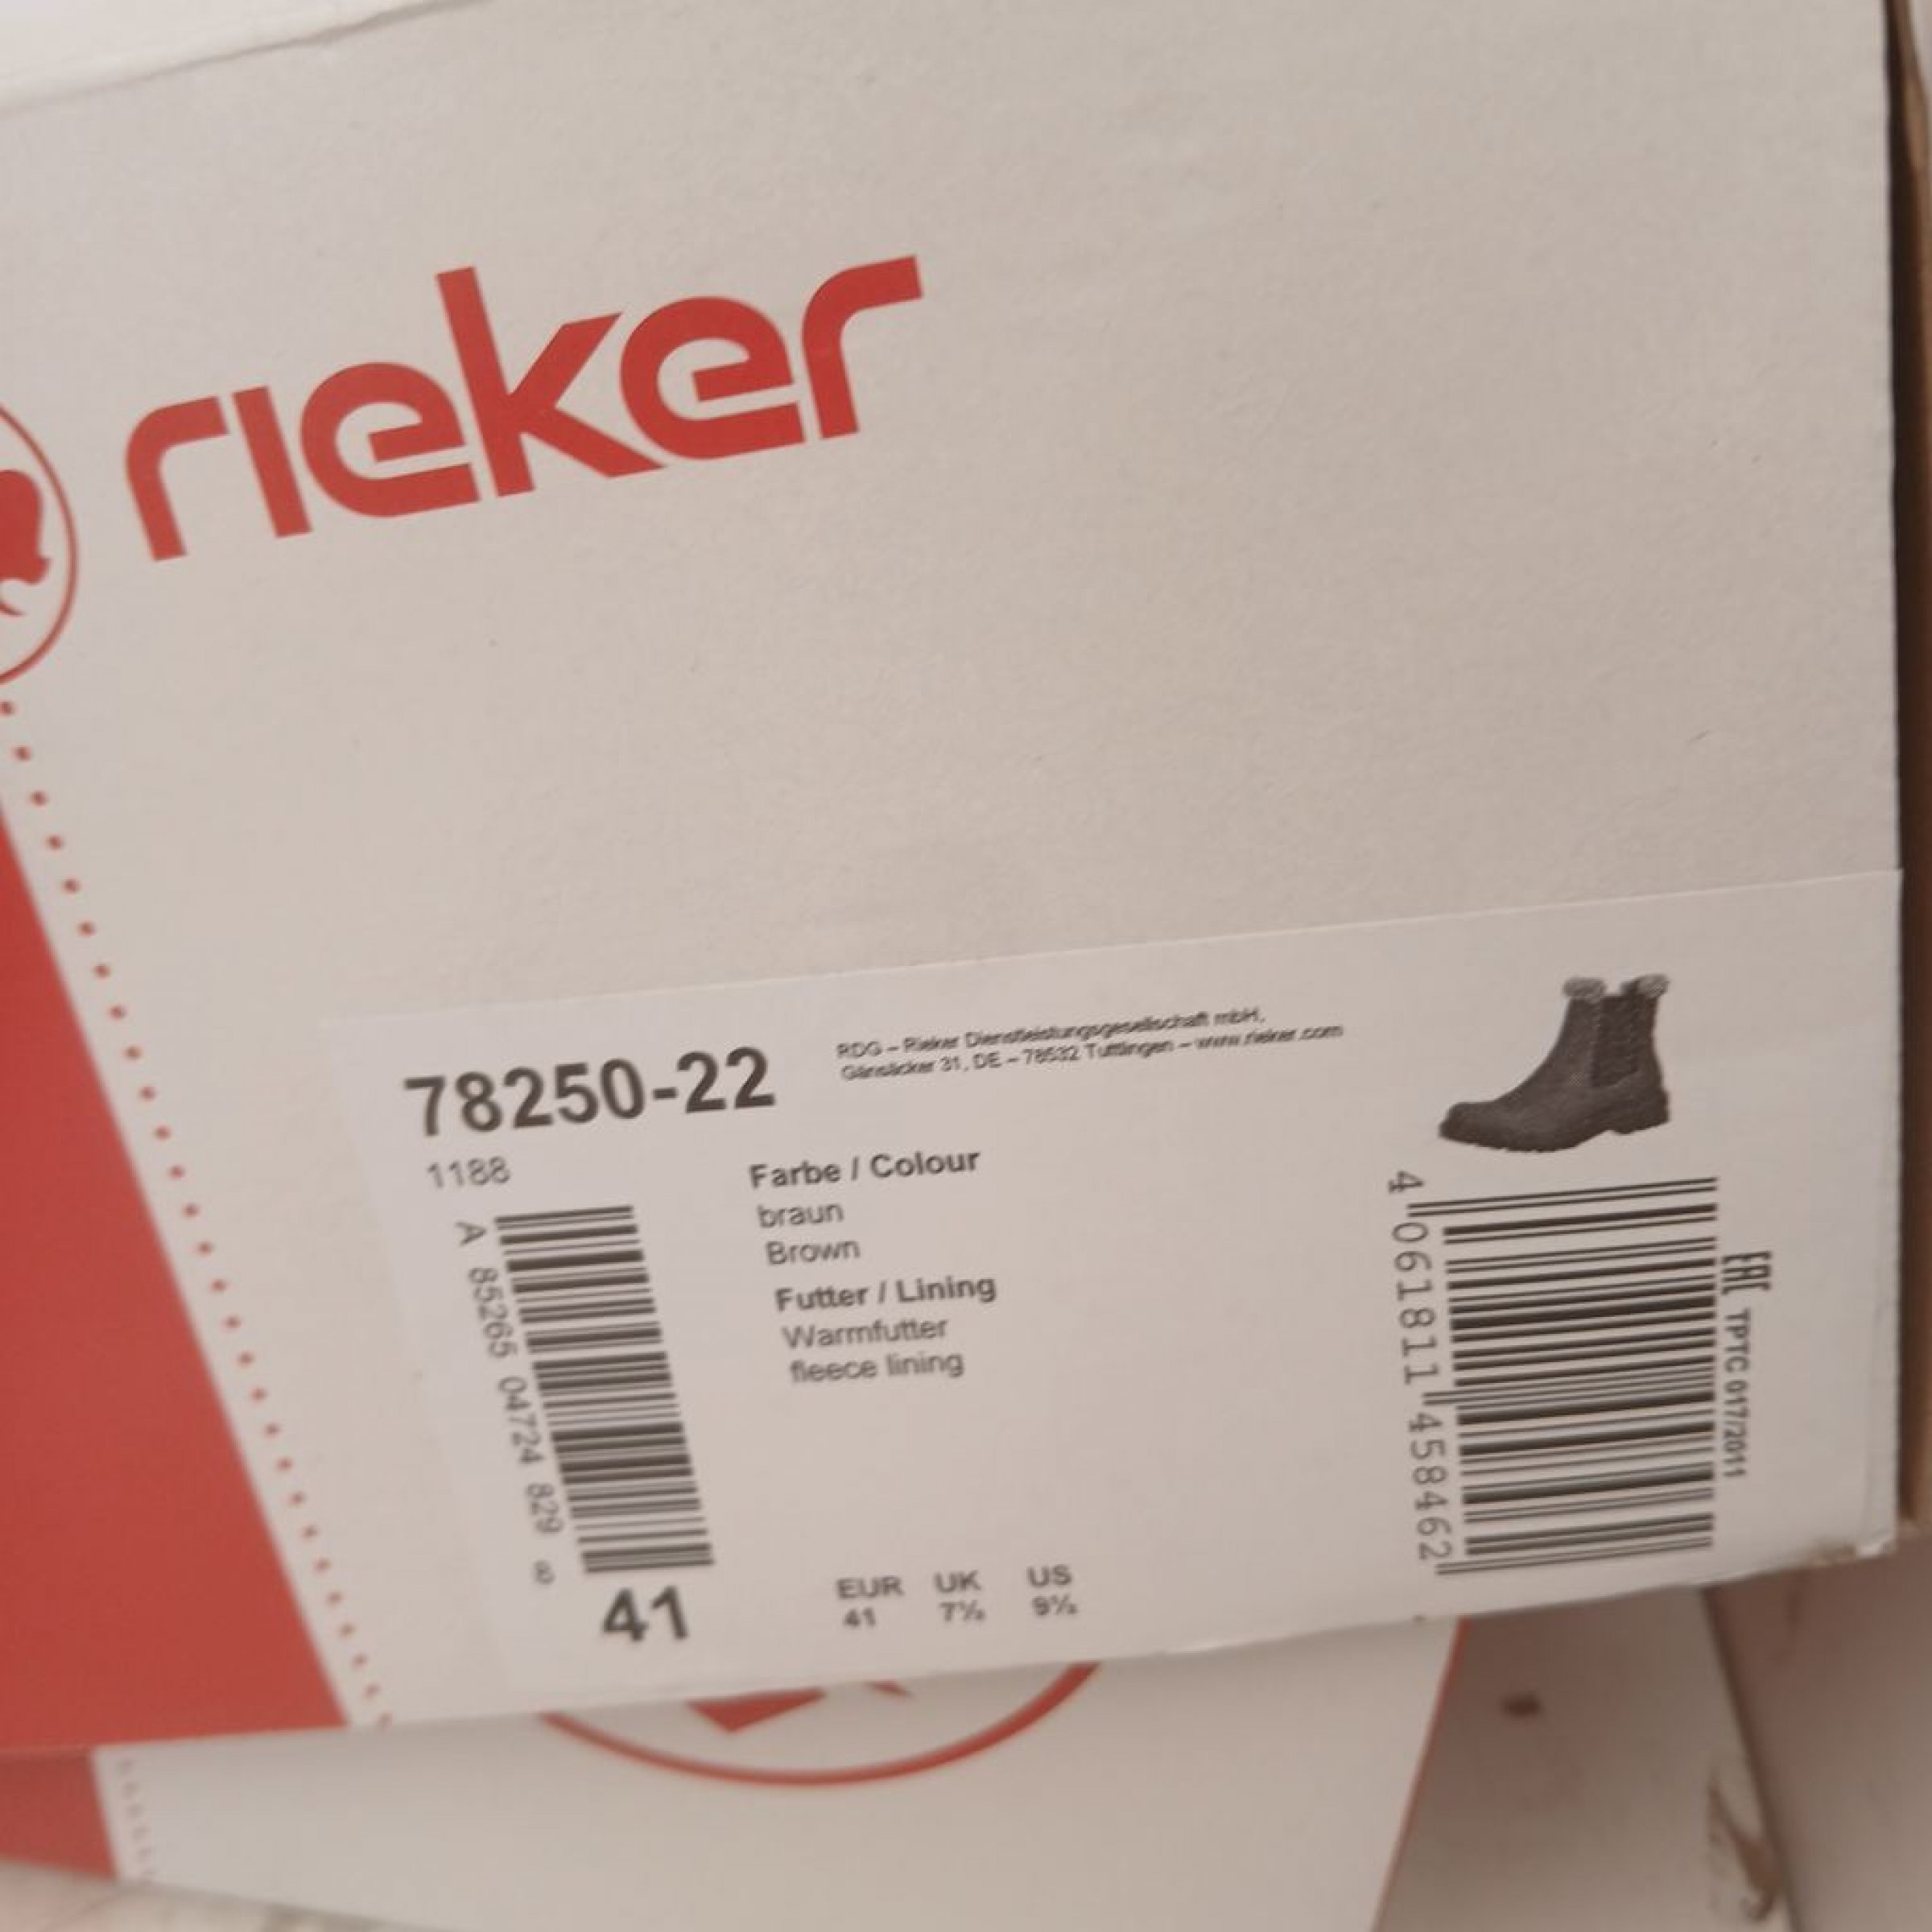 rieker
78250-22
RDG – Rieker Dienstleistungsgesellschaft mbH,
Gänsäcker 31, DE – 78532 Tuttlingen – www.rieker.com
1188
A 85265 04724 829 8
41
Farbe / Colour
braun
Brown
Futter / Lining
Warmfutter
fleece lining
EUR UK US
41 7½ 9½
4 061811 458462
EAC TPTC 017/2011